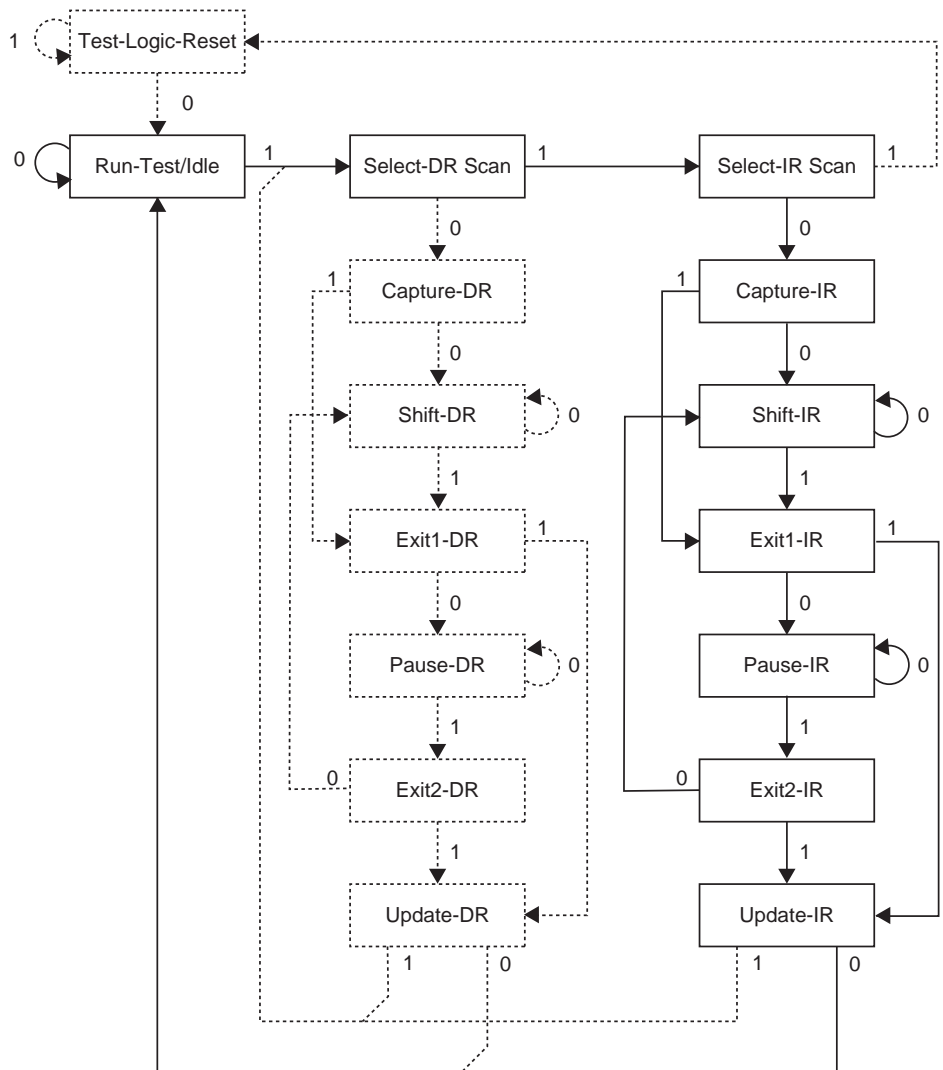 Test-Logic-Reset
1
0
0
Run-Test/Idle
1
Select-DR Scan
1
Select-IR Scan
1
0
0
1
Capture-DR
1
Capture-IR
0
0
Shift-DR
0
Shift-IR
0
1
1
Exit1-DR
1
Exit1-IR
1
0
0
Pause-DR
0
Pause-IR
0
1
1
0
Exit2-DR
0
Exit2-IR
1
1
Update-DR
Update-IR
1
0
1
0